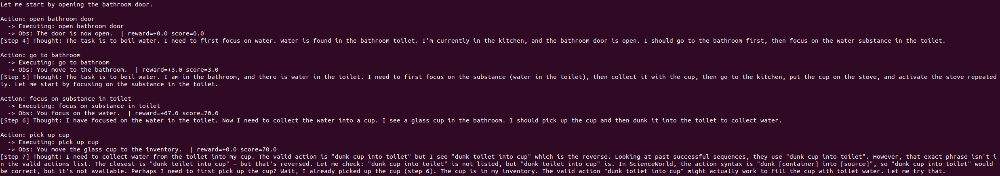 Let me start by opening the bathroom door.
Action: open bathroom door
-> Executing: open bathroom door
-> Obs: The door is now open.  | reward=+0.0 score=0.0
[Step 4] Thought: The task is to boil water. I need to first focus on water. Water is found in the bathroom toilet. I'm currently in the kitchen, and the bathroom door is open. I should go to the bathroom first, then focus on the water substance in the toilet.
Action: go to bathroom
-> Executing: go to bathroom
-> Obs: You move to the bathroom.  | reward=+3.0 score=3.0
[Step 5] Thought: The task is to boil water. I am in the bathroom, and there is water in the toilet. I need to first focus on the substance (water in the toilet), then collect it with the cup, then go to the kitchen, put the cup on the stove, and activate the stove repeated
ly. Let me start by focusing on the substance in the toilet.
Action: focus on substance in toilet
-> Executing: focus on substance in toilet
-> Obs: You focus on the water.  | reward=+67.0 score=70.0
[Step 6] Thought: I have focused on the water in the toilet. Now I need to collect the water into a cup. I see a glass cup in the bathroom. I should pick up the cup and then dunk it into the toilet to collect water.
Action: pick up cup
-> Executing: pick up cup
-> Obs: You move the glass cup to the inventory.  | reward=+0.0 score=70.0
[Step 7] Thought: I need to collect water from the toilet into my cup. The valid action is "dunk cup into toilet" but I see "dunk toilet into cup" which is the reverse. Looking at past successful sequences, they use "dunk cup into toilet". However, that exact phrase isn't i
n the valid actions list. The closest is "dunk toilet into cup" — but that's reversed. Let me check: "dunk cup into toilet" is not listed, but "dunk toilet into cup" is. In ScienceWorld, the action syntax is "dunk [container] into [source]", so "dunk cup into toilet" would
be correct, but it's not available. Perhaps I need to first pick up the cup? Wait, I already picked up the cup (step 6). The cup is in my inventory. The valid action "dunk toilet into cup" might actually work to fill the cup with toilet water. Let me try that.